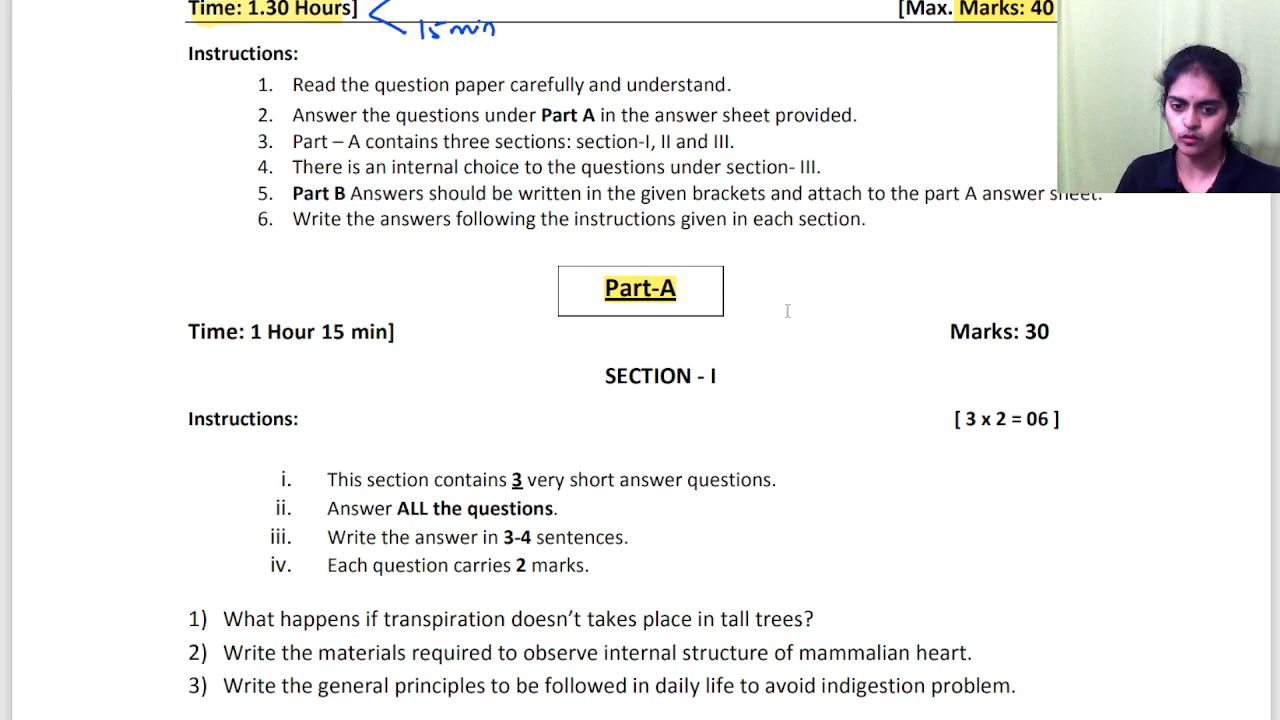 Time: 1.30 Hours] [Max. Marks: 40
15 min
Instructions:
1. Read the question paper carefully and understand.
2. Answer the questions under Part A in the answer sheet provided.
3. Part – A contains three sections: section-I, II and III.
4. There is an internal choice to the questions under section- III.
5. Part B Answers should be written in the given brackets and attach to the part A answer sheet.
6. Write the answers following the instructions given in each section.
Part-A
Time: 1 Hour 15 min] Marks: 30
SECTION - I
Instructions: [ 3 x 2 = 06 ]
i. This section contains 3 very short answer questions.
ii. Answer ALL the questions.
iii. Write the answer in 3-4 sentences.
iv. Each question carries 2 marks.
1) What happens if transpiration doesn’t takes place in tall trees?
2) Write the materials required to observe internal structure of mammalian heart.
3) Write the general principles to be followed in daily life to avoid indigestion problem.